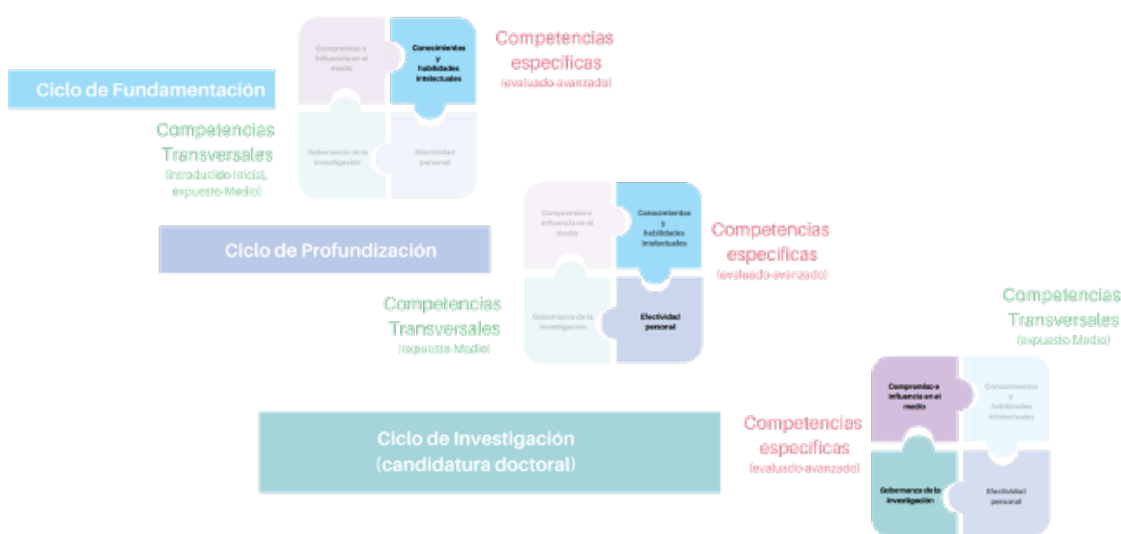 Compromiso e
influencia en el
medio
Conocimientos
y
habilidades
intelectuales
Competencias
específicas
(evaluado-avanzado)
Ciclo de Fundamentación
Competencias
Transversales
(introducido-inicial,
expuesto-Medio)
Gobernanza de la
investigación
Efectividad
personal
Compromiso e
influencia en el
medio
Conocimientos
y
habilidades
intelectuales
Competencias
específicas
(evaluado-avanzado)
Ciclo de Profundización
Competencias
Transversales
(expuesto-Medio)
Gobernanza de la
investigación
Efectividad
personal
Competencias
Transversales
(expuesto-Medio)
Compromiso e
influencia en el
medio
Conocimientos
y
habilidades
intelectuales
Ciclo de Investigación
(candidatura doctoral)
Competencias
específicas
(evaluado-avanzado)
Gobernanza de la
investigación
Efectividad
personal